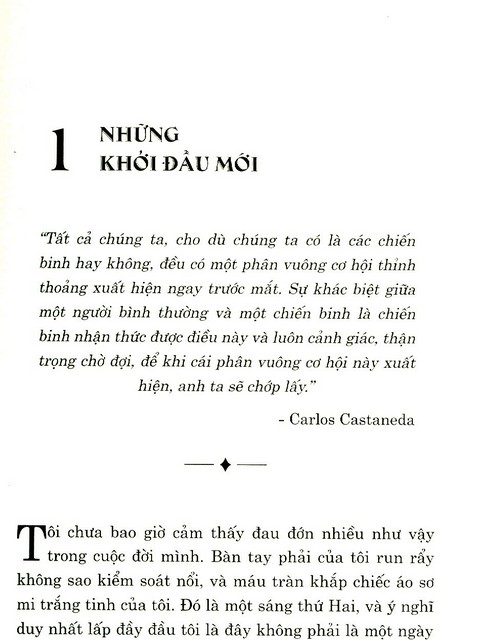 1 NHỮNG
KHỞI ĐẦU MỚI
“Tất cả chúng ta, cho dù chúng ta có là các chiến
binh hay không, đều có một phân vuông cơ hội thỉnh
thoảng xuất hiện ngay trước mắt. Sự khác biệt giữa
một người bình thường và một chiến binh là chiến
binh nhận thức được điều này và luôn cảnh giác, thận
trọng chờ đợi, để khi cái phân vuông cơ hội này xuất
hiện, anh ta sẽ chớp lấy.”
- Carlos Castaneda
Tôi chưa bao giờ cảm thấy đau đớn nhiều như vậy
trong cuộc đời mình. Bàn tay phải của tôi run rẩy
không sao kiểm soát nổi, và máu tràn khắp chiếc áo sơ
mi trắng tinh của tôi. Đó là một sáng thứ Hai, và ý nghĩ
duy nhất lấp đầy đầu tôi là đây không phải là một ngày